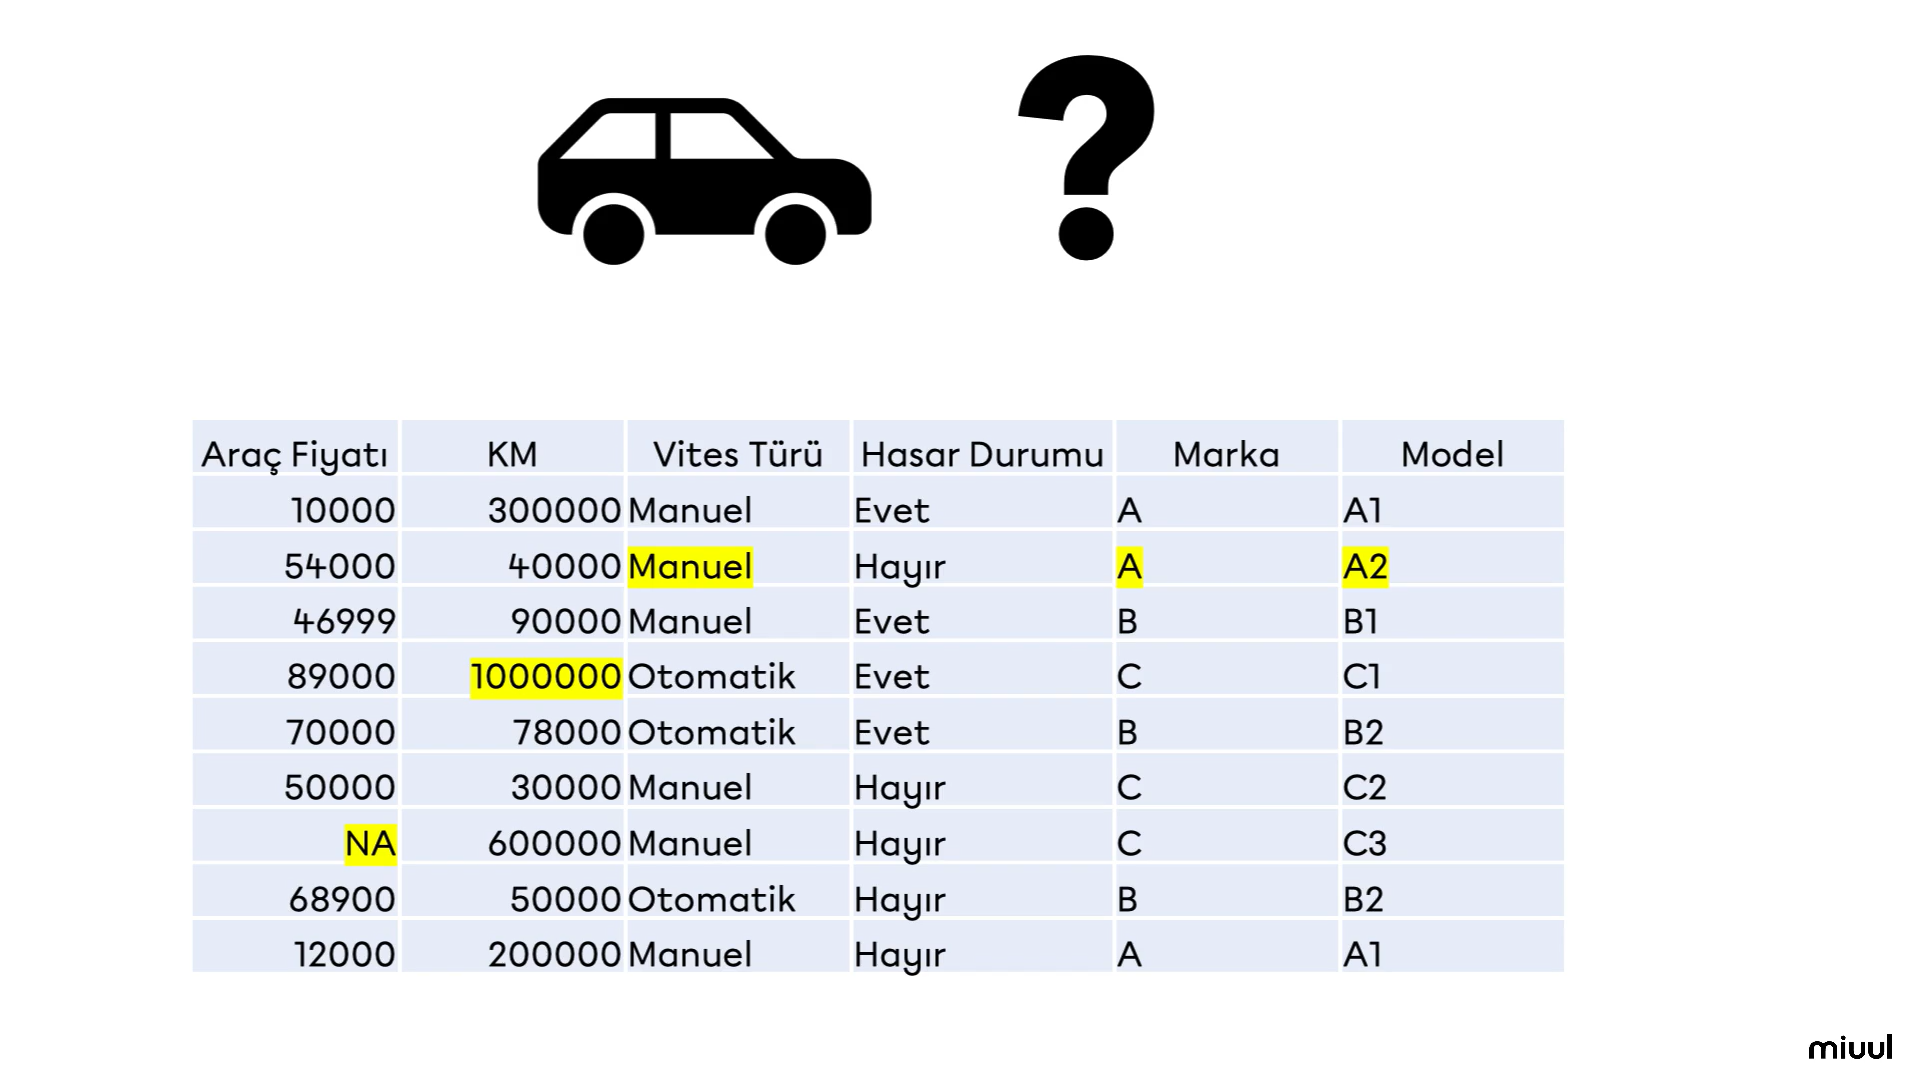 ?
Araç Fiyatı KM Vites Türü Hasar Durumu Marka Model
10000 300000 Manuel Evet A A1
54000 40000 Manuel Hayır A A2
46999 90000 Manuel Evet B B1
89000 1000000 Otomatik Evet C C1
70000 78000 Otomatik Evet B B2
50000 30000 Manuel Hayır C C2
NA 600000 Manuel Hayır C C3
68900 50000 Otomatik Hayır B B2
12000 200000 Manuel Hayır A A1
miuul